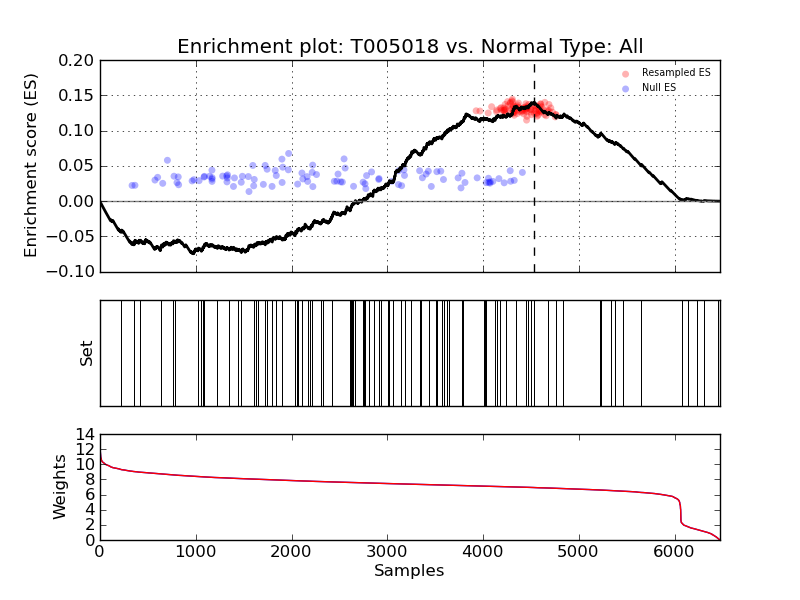 Enrichment plot: T005018 vs. Normal Type: All
0.20
0.15
0.10
0.05
0.00
−0.05
−0.10
Enrichment score (ES)
Resampled ES
Null ES
Set
14
12
10
8
6
4
2
0
Weights
0 1000 2000 3000 4000 5000 6000
Samples